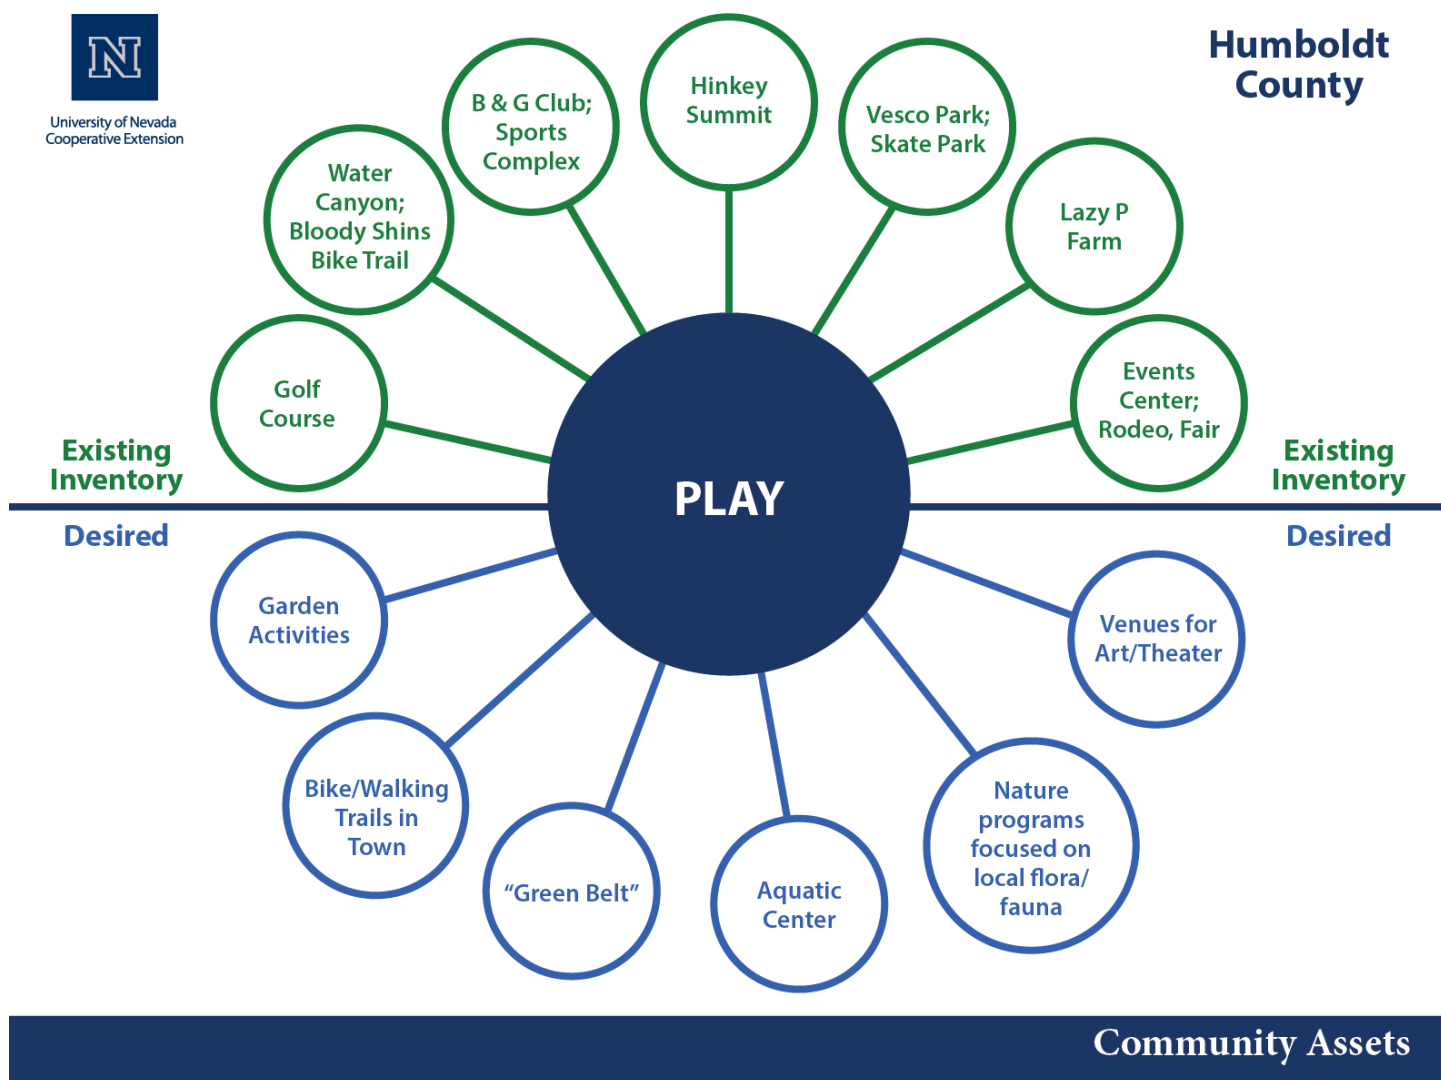 N
University of Nevada
Cooperative Extension
Humboldt
County
Hinkey
Summit
B & G Club;
Sports
Complex
Vesco Park;
Skate Park
Water
Canyon;
Bloody Shins
Bike Trail
Lazy P
Farm
Golf
Course
Events
Center;
Rodeo, Fair
Existing
Inventory
Existing
Inventory
PLAY
Desired
Desired
Garden
Activities
Venues for
Art/Theater
Bike/Walking
Trails in
Town
“Green Belt”
Aquatic
Center
Nature
programs
focused on
local flora/
fauna
Community Assets